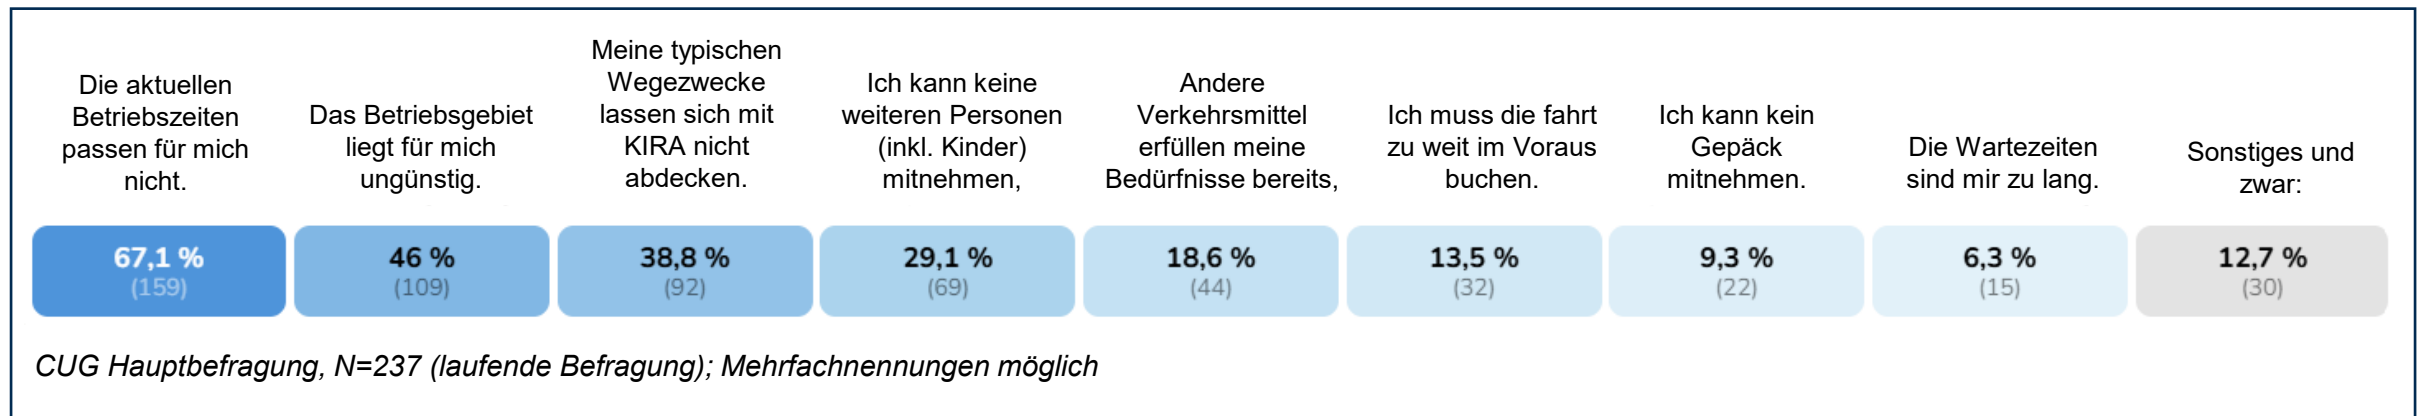 Die aktuellen
Betriebszeiten
passen für mich
nicht.
Das Betriebsgebiet
liegt für mich
ungünstig.
Meine typischen
Wegezwecke
lassen sich mit
KIRA nicht
abdecken.
Ich kann keine
weiteren Personen
(inkl. Kinder)
mitnehmen,
Andere
Verkehrsmittel
erfüllen meine
Bedürfnisse bereits,
Ich muss die fahrt
zu weit im Voraus
buchen.
Ich kann kein
Gepäck
mitnehmen.
Die Wartezeiten
sind mir zu lang.
Sonstiges und
zwar:
67,1 %
(159)
46 %
(109)
38,8 %
(92)
29,1 %
(69)
18,6 %
(44)
13,5 %
(32)
9,3 %
(22)
6,3 %
(15)
12,7 %
(30)
CUG Hauptbefragung, N=237 (laufende Befragung); Mehrfachnennungen möglich